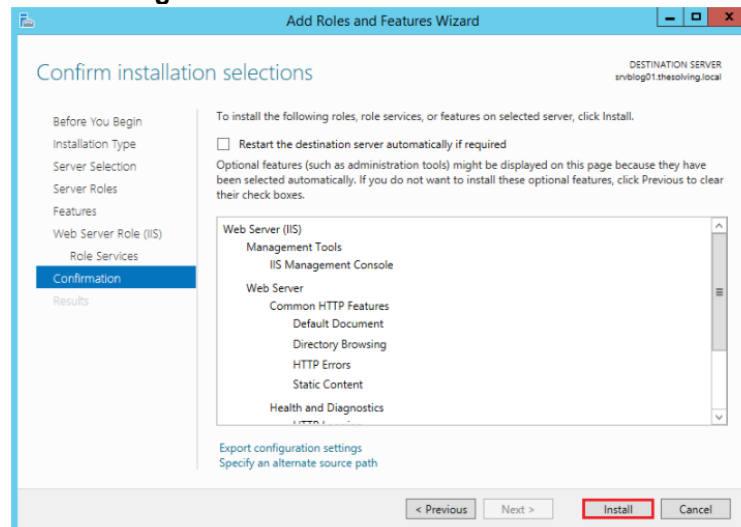 Add Roles and Features Wizard
Confirm installation selections
DESTINATION SERVER
srvblog01.thesolving.local
Before You Begin
Installation Type
Server Selection
Server Roles
Features
Web Server Role (IIS)
Role Services
Confirmation
Results
To install the following roles, role services, or features on selected server, click Install.
Restart the destination server automatically if required
Optional features (such as administration tools) might be displayed on this page because they have
been selected automatically. If you do not want to install these optional features, click Previous to clear
their check boxes.
Web Server (IIS)
Management Tools
IIS Management Console
Web Server
Common HTTP Features
Default Document
Directory Browsing
HTTP Errors
Static Content
Health and Diagnostics
Export configuration settings
Specify an alternate source path
< Previous
Next >
Install
Cancel